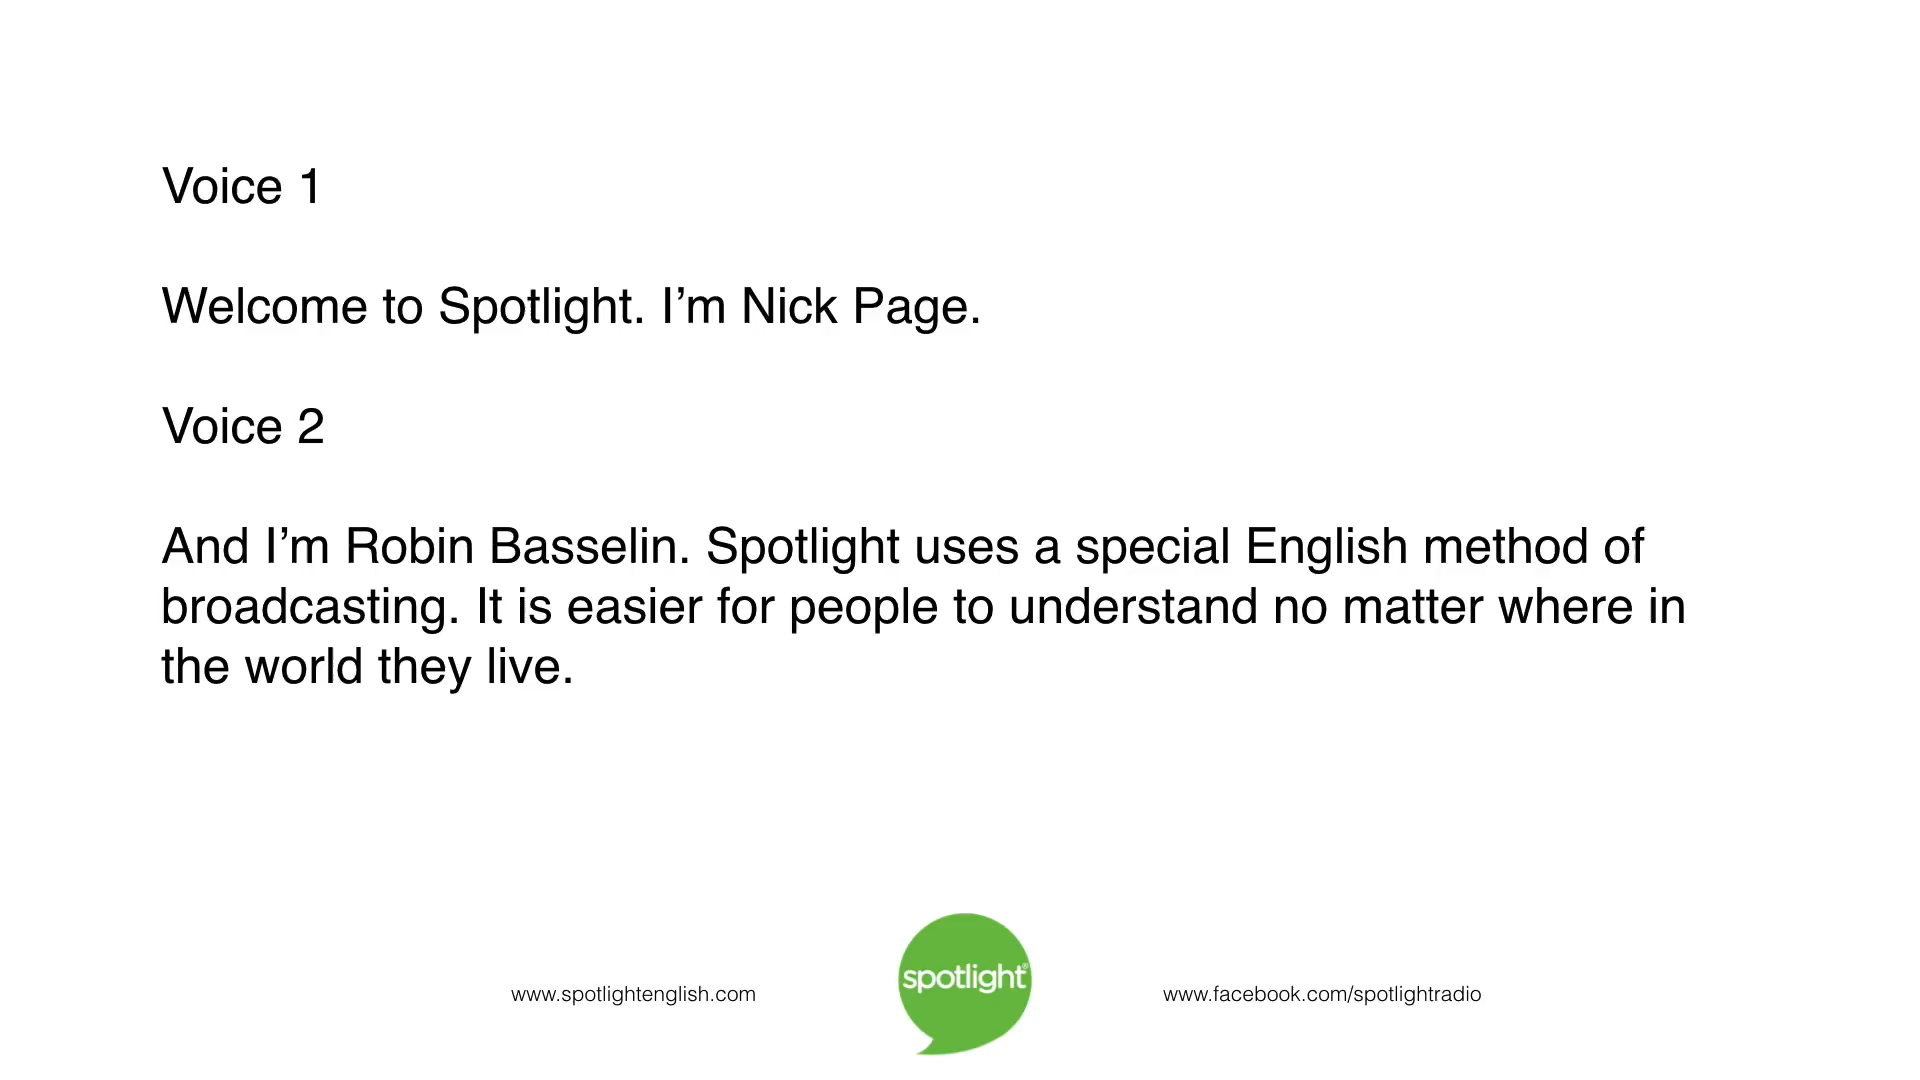 Voice 1
Welcome to Spotlight. I’m Nick Page.
Voice 2
And I’m Robin Basselin. Spotlight uses a special English method of
broadcasting. It is easier for people to understand no matter where in
the world they live.
www.spotlightenglish.com
spotlight®
www.facebook.com/spotlightradio